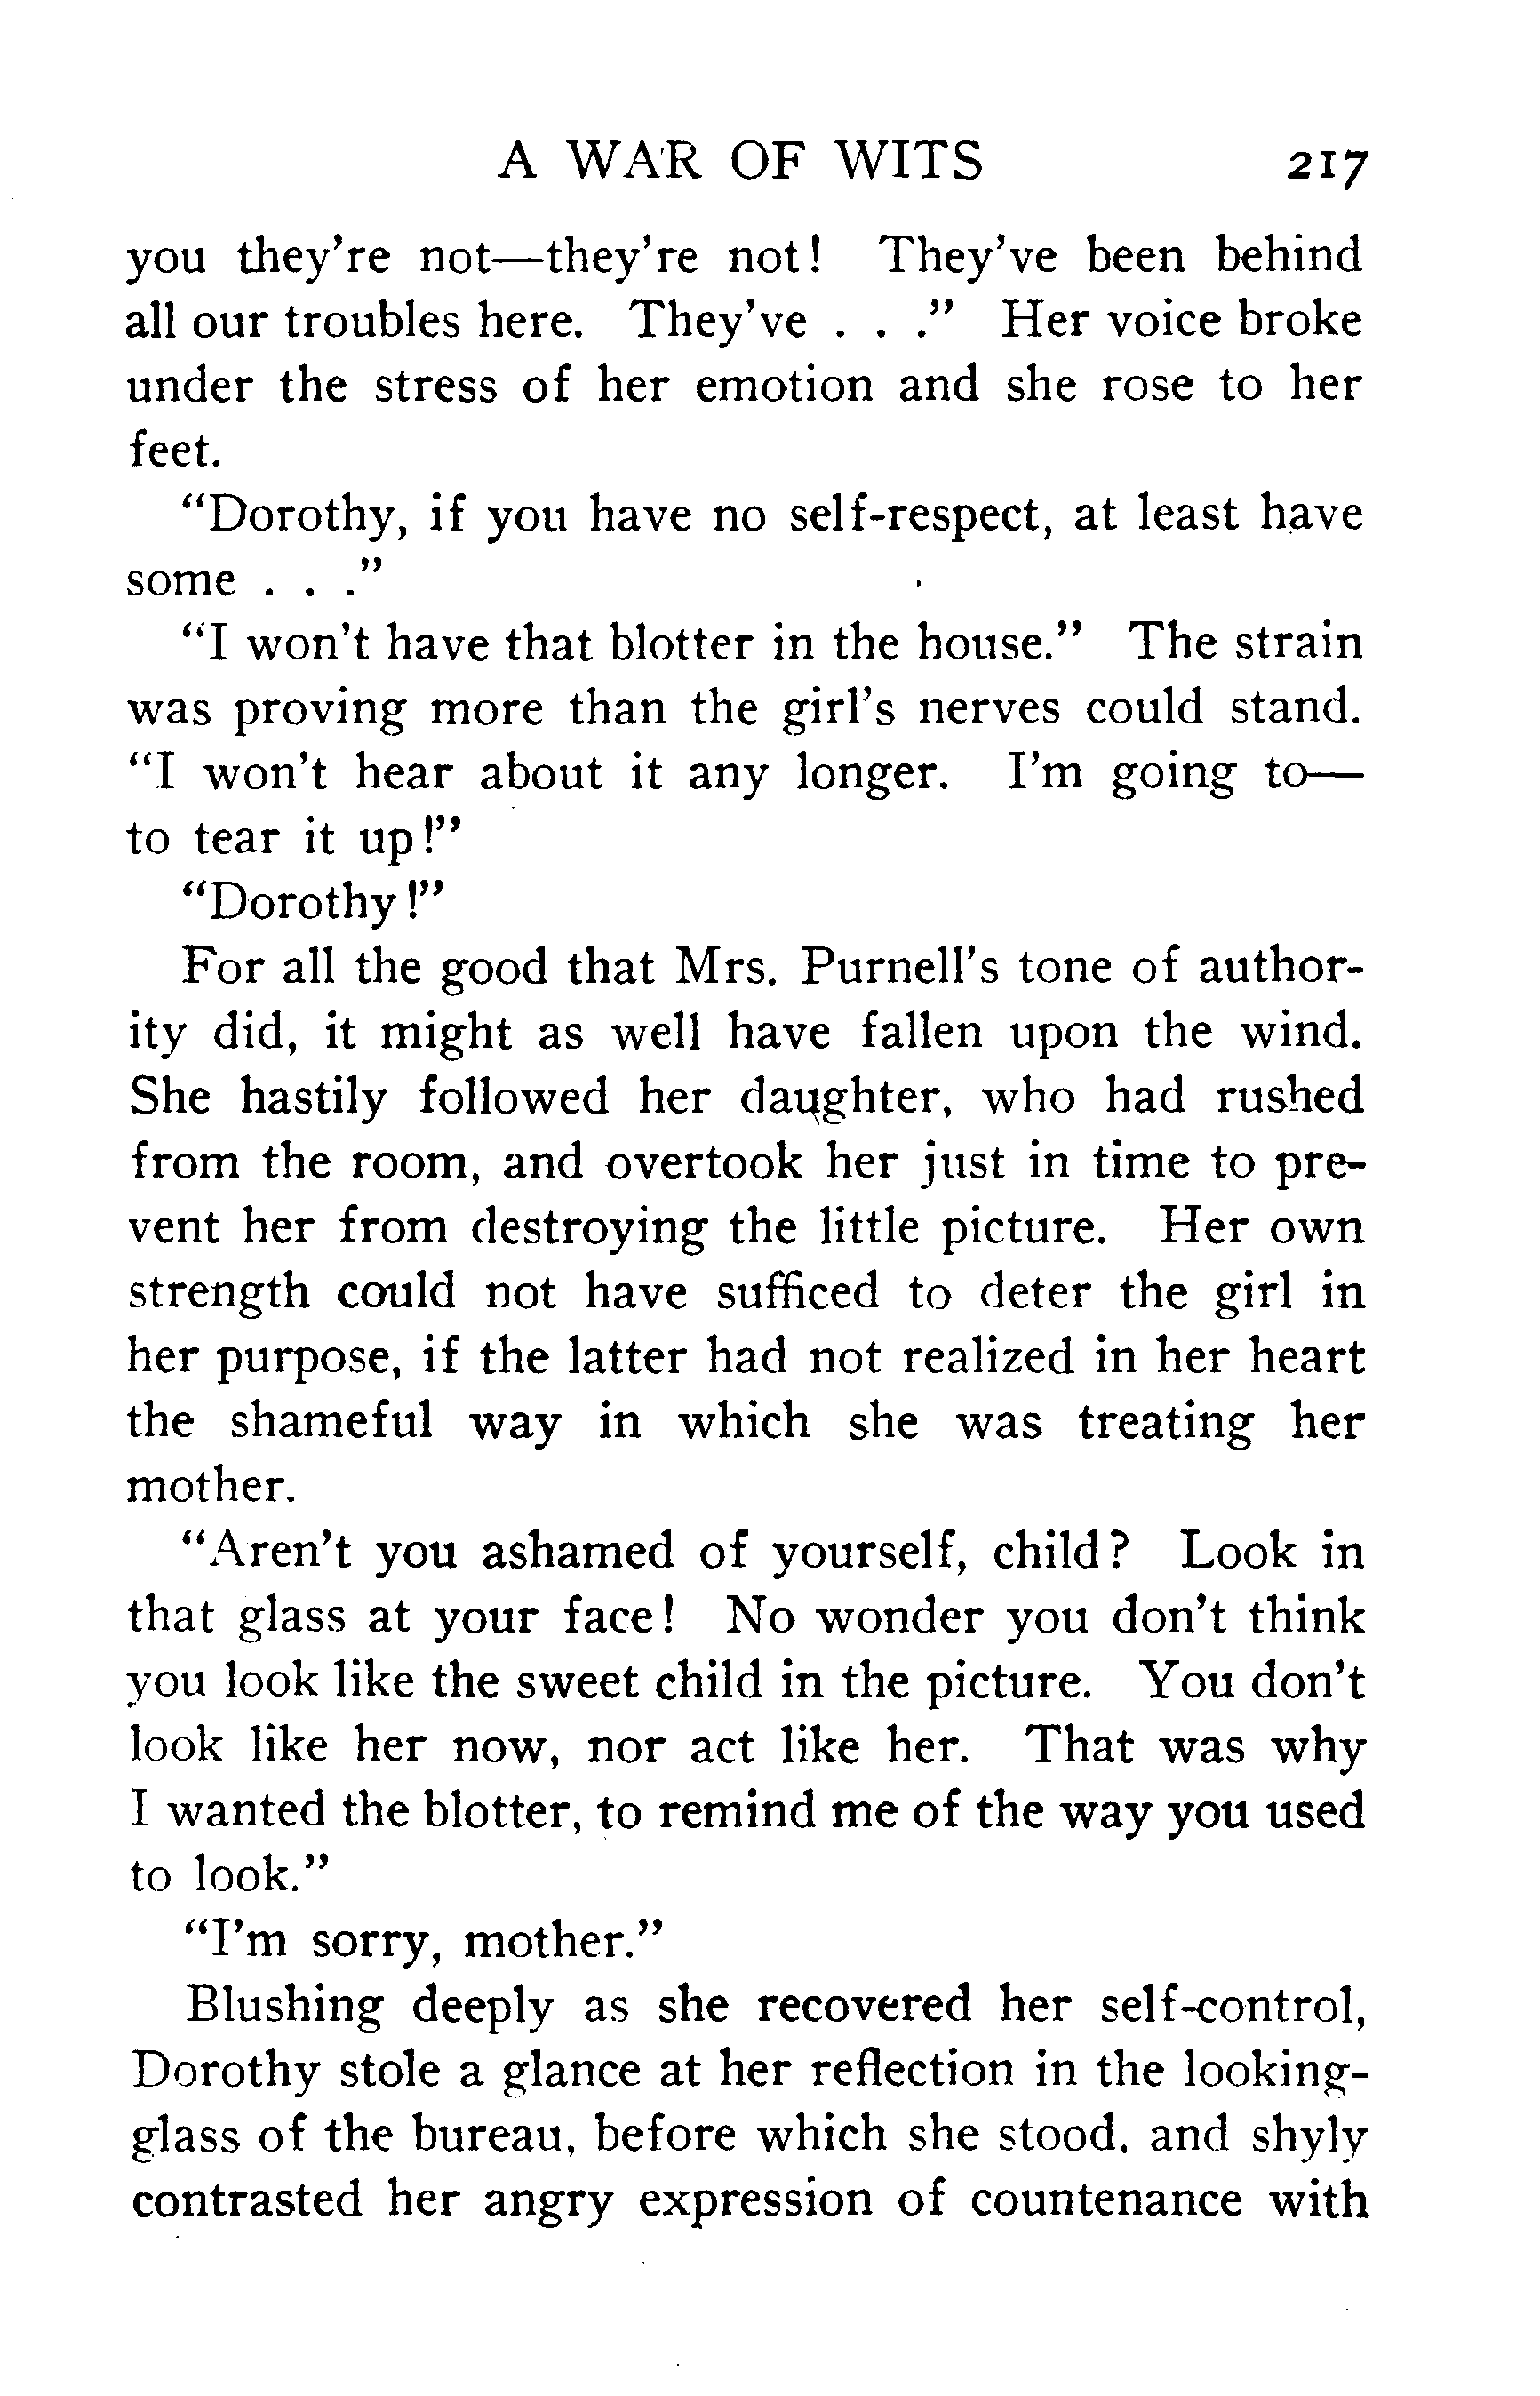 A WAR OF WITS 217
you they're not—they're not! They've been behind
all our troubles here. They've . . ." Her voice broke
under the stress of her emotion and she rose to her
feet.
"Dorothy, if you have no self-respect, at least have
some . . ."
"I won't have that blotter in the house." The strain
was proving more than the girl's nerves could stand.
"I won't hear about it any longer. I'm going to—
to tear it up!"
"Dorothy!"
For all the good that Mrs. Purnell's tone of author-
ity did, it might as well have fallen upon the wind.
She hastily followed her daughter, who had rushed
from the room, and overtook her just in time to pre-
vent her from destroying the little picture. Her own
strength could not have sufficed to deter the girl in
her purpose, if the latter had not realized in her heart
the shameful way in which she was treating her
mother.
"Aren't you ashamed of yourself, child? Look in
that glass at your face! No wonder you don't think
you look like the sweet child in the picture. You don't
look like her now, nor act like her. That was why
I wanted the blotter, to remind me of the way you used
to look."
"I'm sorry, mother."
Blushing deeply as she recovered her self-control,
Dorothy stole a glance at her reflection in the looking-
glass of the bureau, before which she stood, and shyly
contrasted her angry expression of countenance with